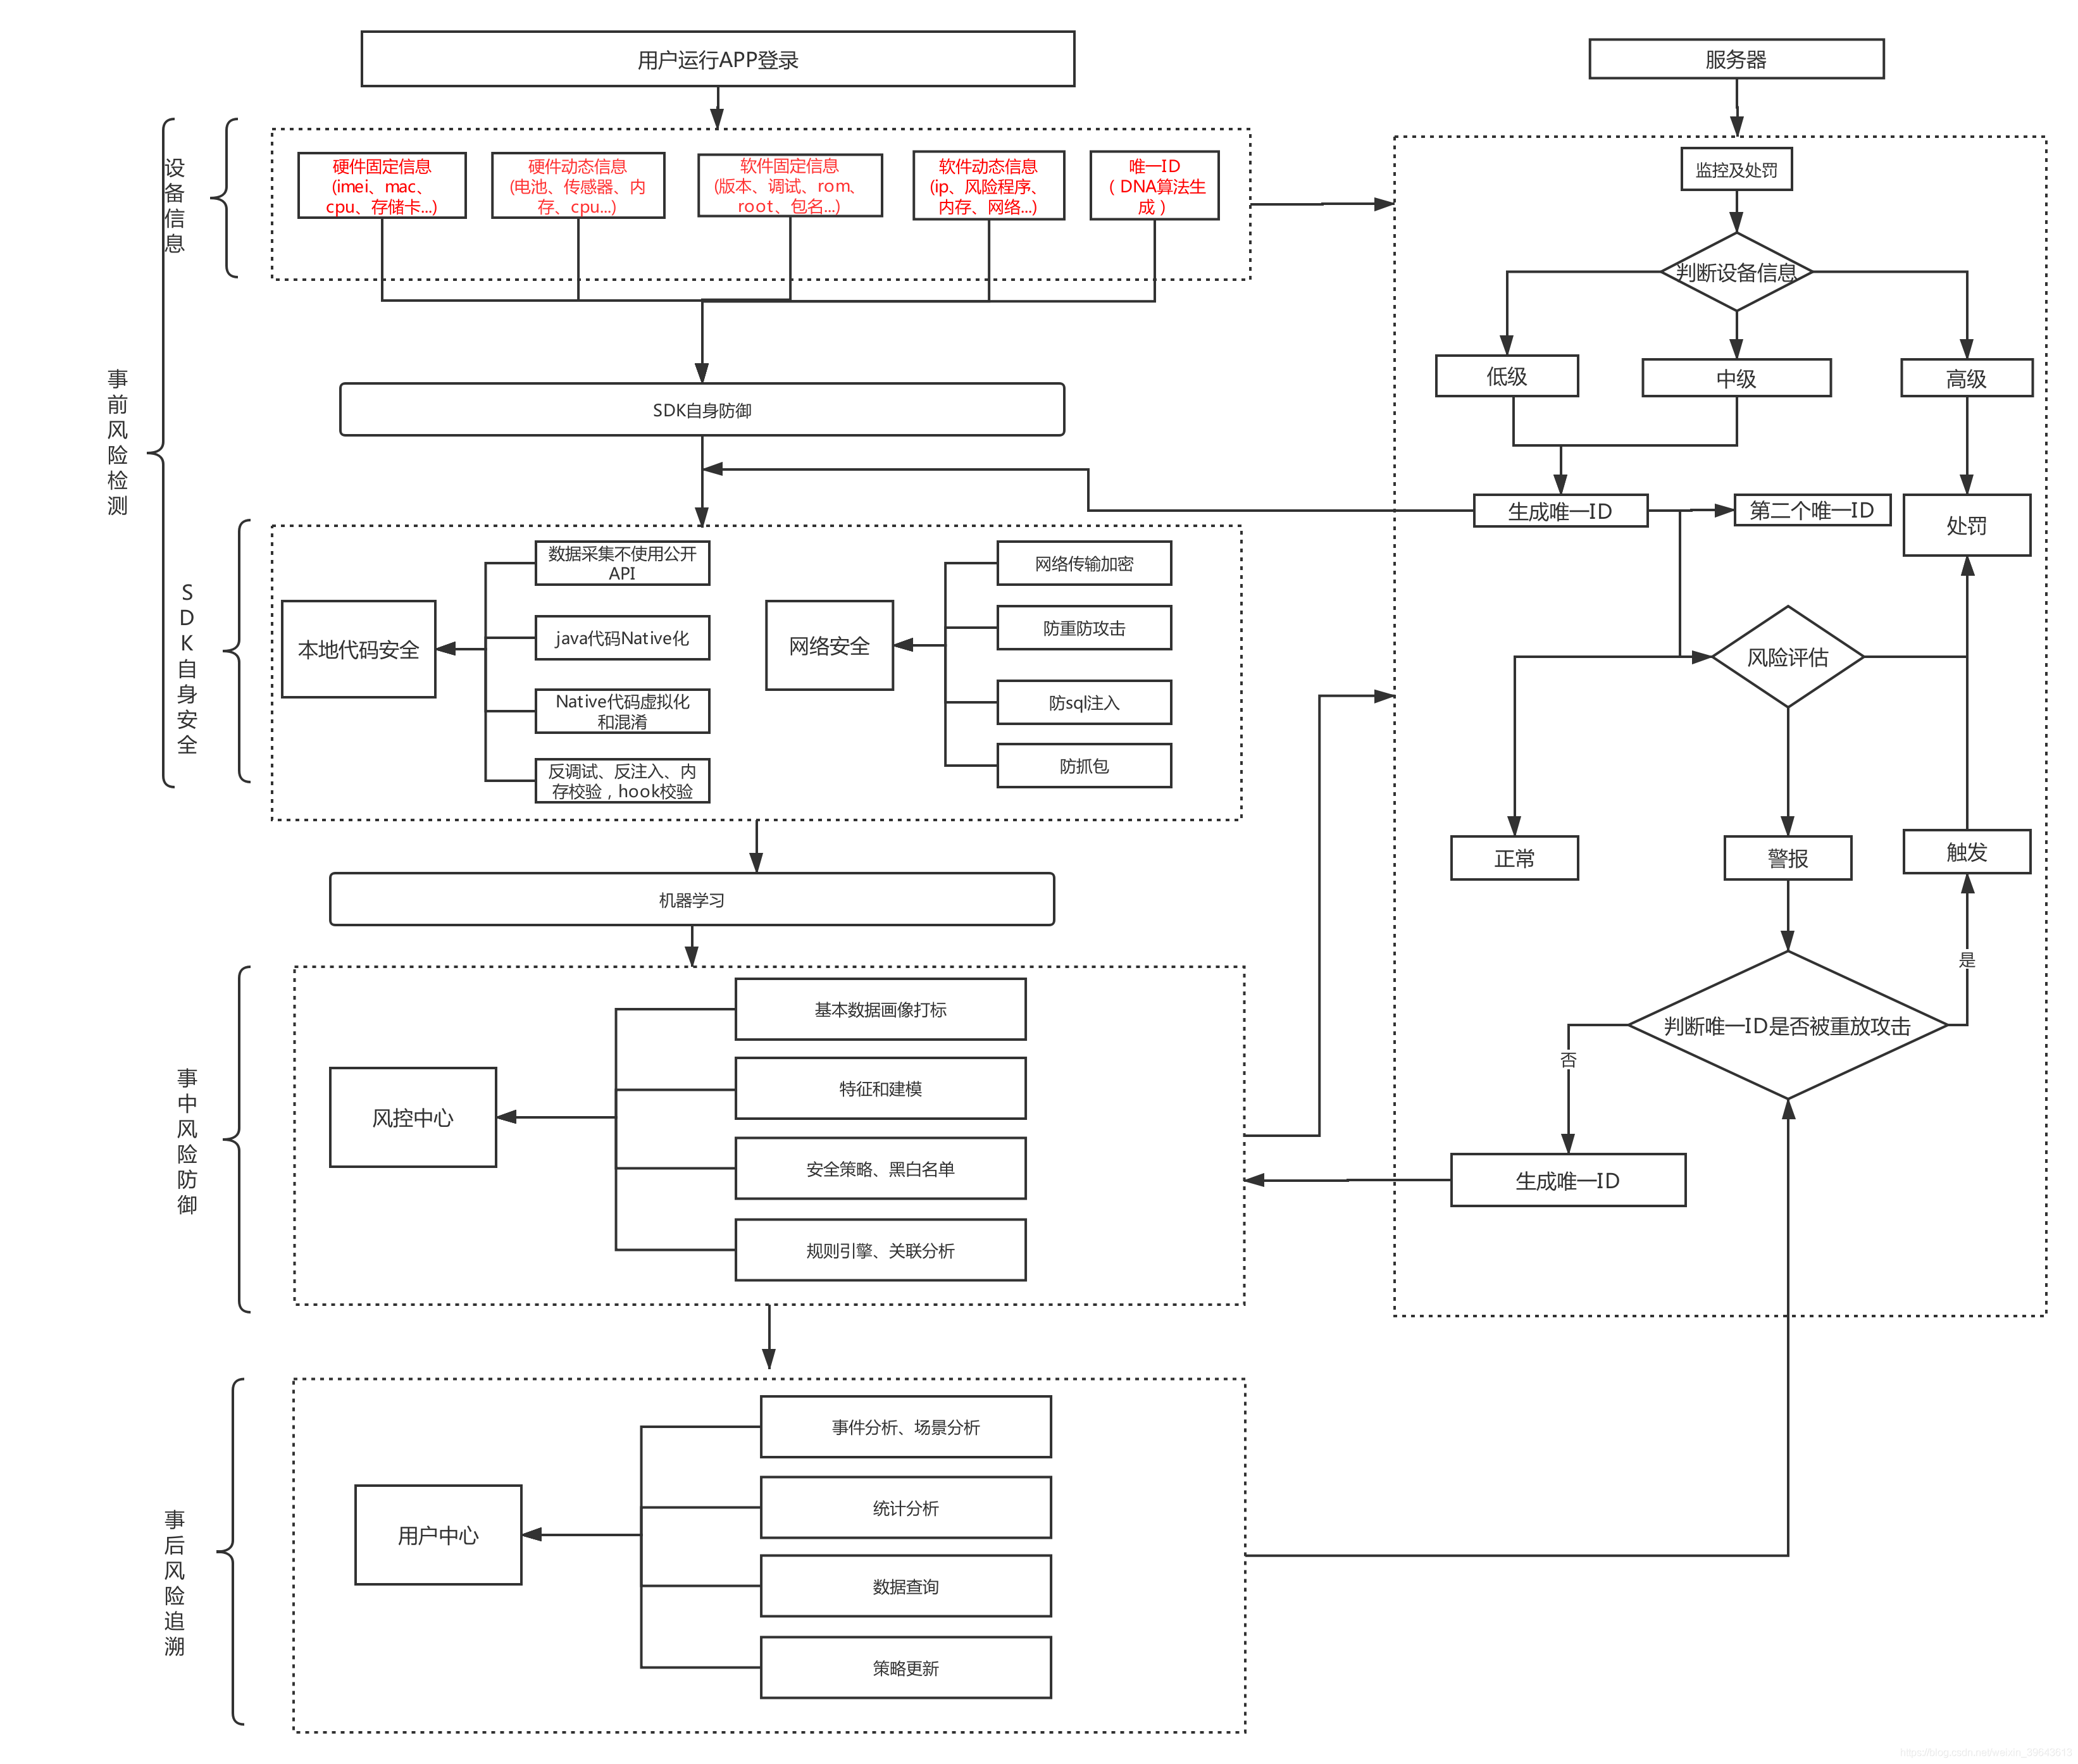 用户运行APP登录
服务器
设备信息
硬件固定信息
(imei、mac、
cpu、存储卡...)
硬件动态信息
(电池、传感器、内
存、cpu...)
软件固定信息
(版本、调试、rom、
root、包名...)
软件动态信息
(ip、风险程序、
内存、网络...)
唯一ID
（DNA算法生
成）
监控及处罚
判断设备信息
低级
中级
高级
事前风险检测
SDK自身防御
生成唯一ID
第二个唯一ID
处罚
SDK自身安全
本地代码安全
数据采集不使用公开
API
java代码Native化
Native代码虚拟化
和混淆
反调试、反注入、内
存校验，hook校验
网络安全
网络传输加密
防重防攻击
防sql注入
防抓包
风险评估
正常
警报
触发
机器学习
是
判断唯一ID是否被重放攻击
否
生成唯一ID
事中风险防御
风控中心
基本数据画像打标
特征和建模
安全策略、黑白名单
规则引擎、关联分析
事后风险追溯
用户中心
事件分析、场景分析
统计分析
数据查询
策略更新